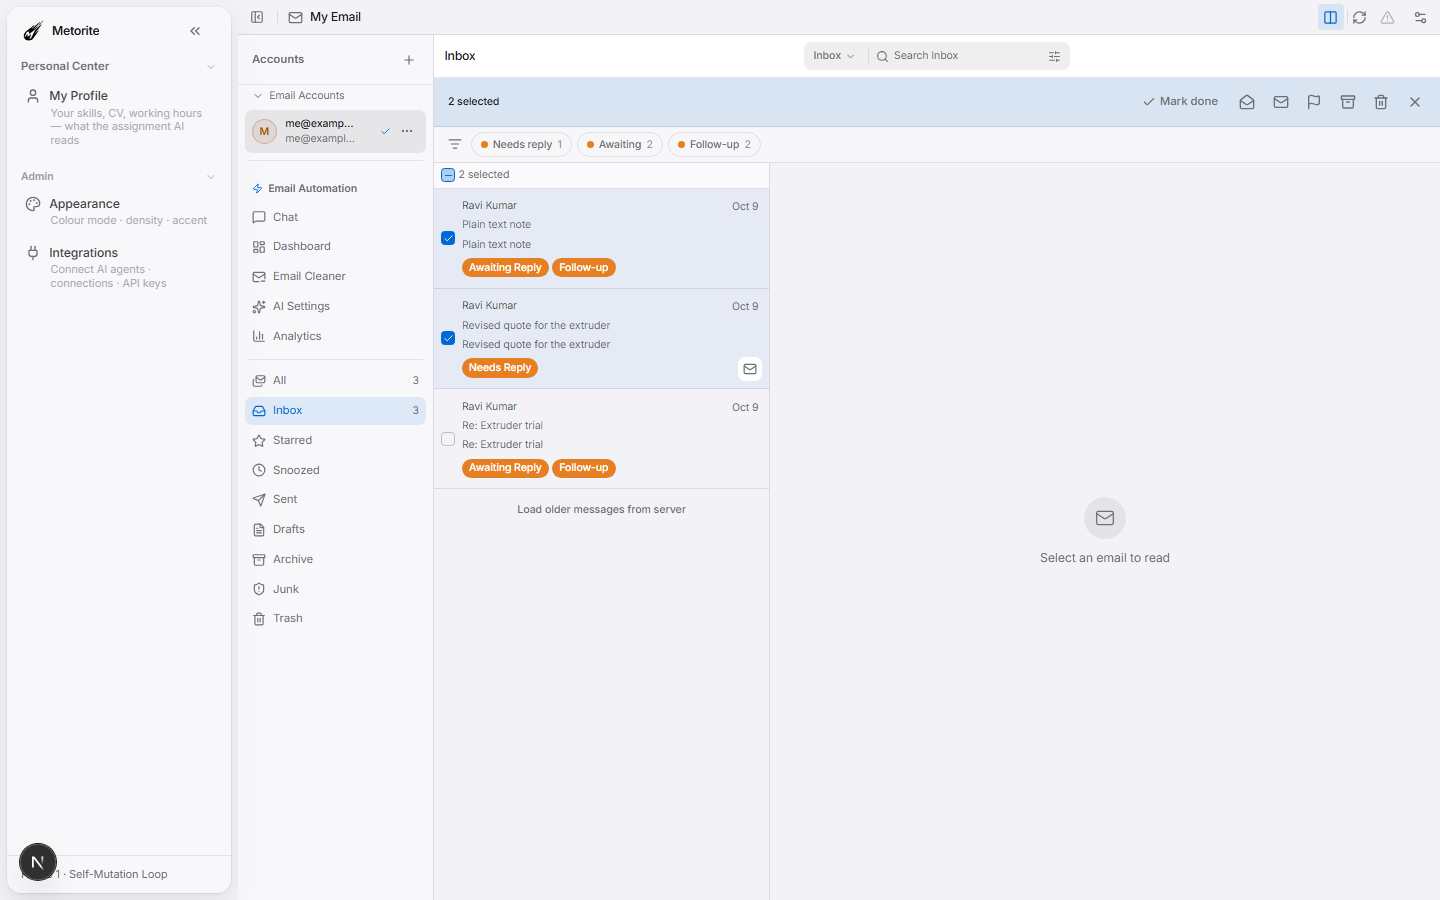 Metorite
Personal Center
My Profile
Your skills, CV, working hours
— what the assignment AI
reads
Admin
Appearance
Colour mode · density · accent
Integrations
Connect AI agents ·
connections · API keys
N
1 · Self-Mutation Loop
My Email
Accounts
Email Accounts
M
me@examp...
me@exampl...
Email Automation
Chat
Dashboard
Email Cleaner
AI Settings
Analytics
All 3
Inbox 3
Starred
Snoozed
Sent
Drafts
Archive
Junk
Trash
Inbox
Inbox Search Inbox
2 selected
Mark done
Needs reply 1 Awaiting 2 Follow-up 2
2 selected
Ravi Kumar Oct 9
Plain text note
Plain text note
Awaiting Reply Follow-up
Ravi Kumar Oct 9
Revised quote for the extruder
Revised quote for the extruder
Needs Reply
Ravi Kumar Oct 9
Re: Extruder trial
Re: Extruder trial
Awaiting Reply Follow-up
Load older messages from server
Select an email to read